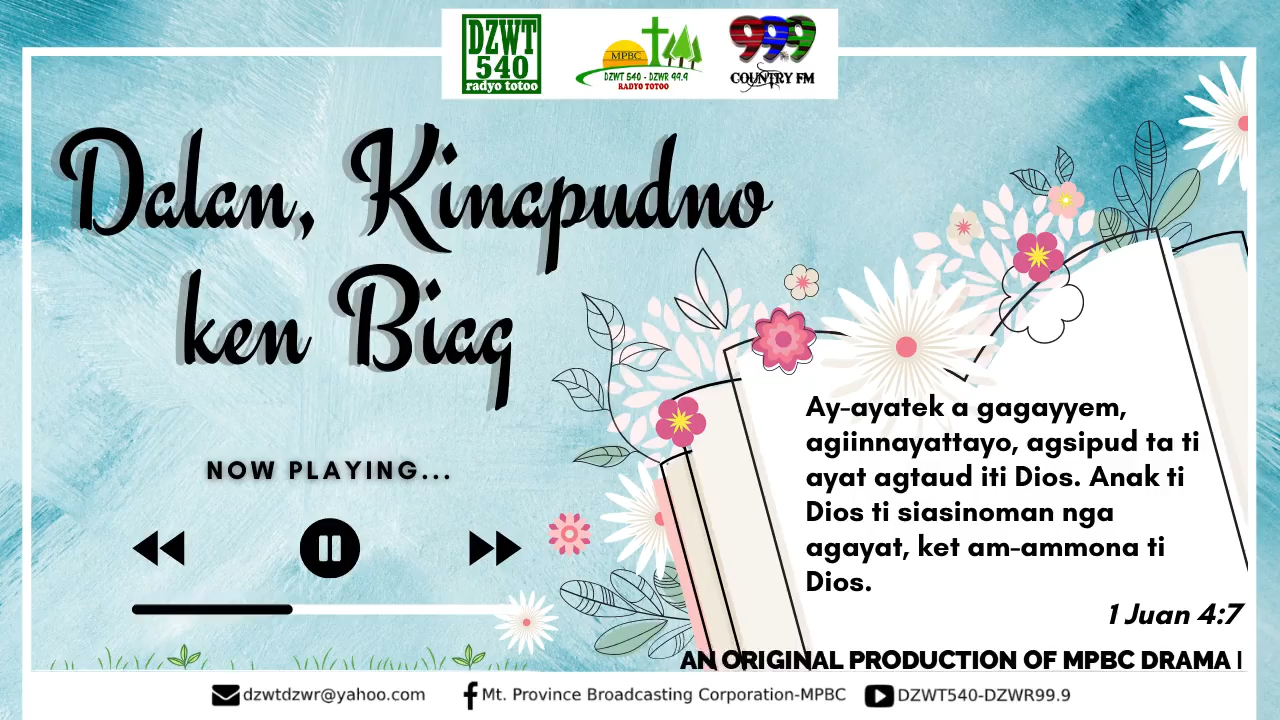 DZWT
540
radyo totoo
MPBC
DZWT 540 - DZWR 99.9
RADYO TOTOO
99.9
COUNTRY FM
Dalan, Kinapudno
ken Biag
NOW PLAYING...
Ay-ayatek a gagayyem,
agiinnayattayo, agsipud ta ti
ayat agtaud iti Dios. Anak ti
Dios ti siasinoman nga
agayat, ket am-ammona ti
Dios.
1 Juan 4:7
AN ORIGINAL PRODUCTION OF MPBC DRAMA
dzwtdzwr@yahoo.com
Mt. Province Broadcasting Corporation-MPBC
DZWT540-DZWR99.9